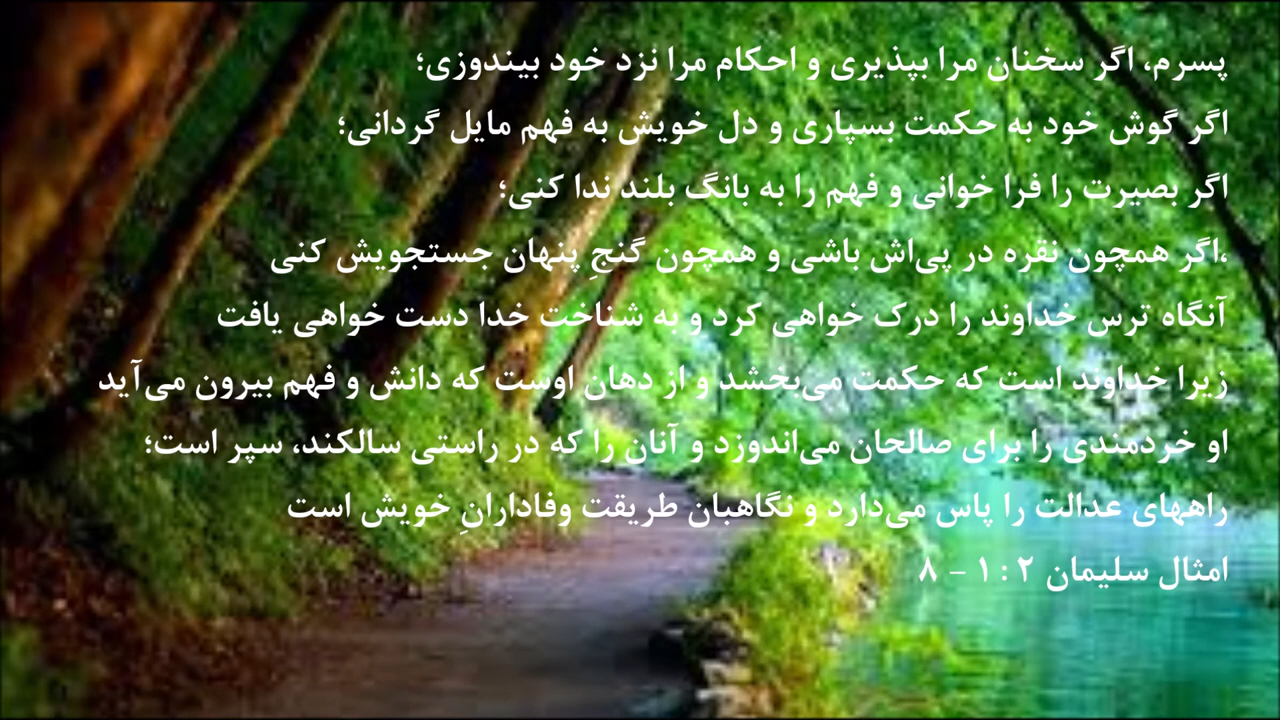 پسرم، اگر سخنان مرا بپذیری و احکام مرا نزد خود بیندوزی؛
اگر گوش خود به حکمت بسپاری و دل خویش به فهم مایل گردانی؛
اگر بصیرت را فرا خوانی و فهم را به بانگ بلند ندا کنی؛
،اگر همچون نقره در پی‌اش باشی و همچون گنجِ پنهان جستجویش کنی
آنگاه ترس خداوند را درک خواهی کرد و به شناخت خدا دست خواهی یافت
زیرا خداوند است که حکمت می‌بخشد و از دهان اوست که دانش و فهم بیرون می‌آید
او خردمندی را برای صالحان می‌اندوزد و آنان را که در راستی سالکند، سپر است؛
راههای عدالت را پاس می‌دارد و نگاهبان طریقت وفادارانِ خویش است
امثال سلیمان ۲ : ۱ – ۸